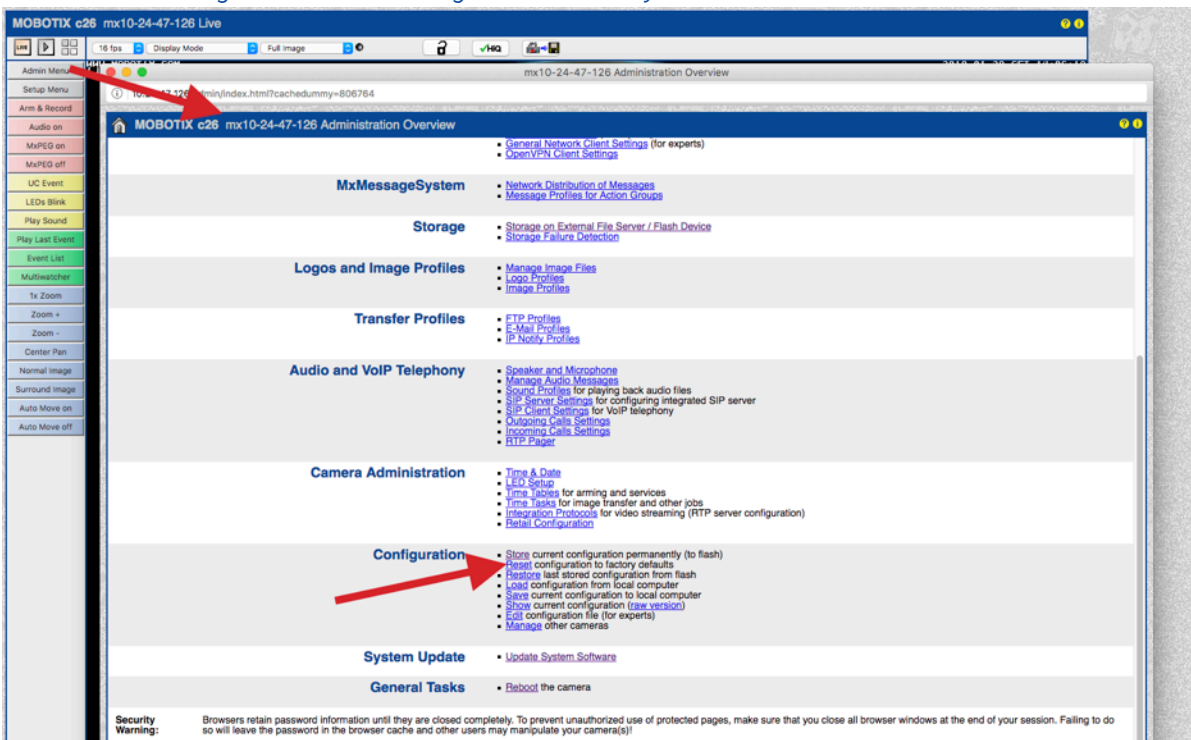 MOBOTIX c26 mx10-24-47-126 Live
LIVE 16 fps Display Mode Full Image HiQ
Admin Menu
Setup Menu
Arm & Record
Audio on
MxPEG on
MxPEG off
UC Event
LEDs Blink
Play Sound
Play Last Event
Event List
Multiwatcher
1x Zoom
Zoom +
Zoom -
Center Pan
Normal Image
Surround Image
Auto Move on
Auto Move off
mx10-24-47-126 Administration Overview
/index.html?cachedummy=806764
MOBOTIX c26 mx10-24-47-126 Administration Overview
General Network Client Settings (for experts)
OpenVPN Client Settings
MxMessageSystem
Network Distribution of Messages
Message Profiles for Action Groups
Storage
Storage on External File Server / Flash Device
Storage Failure Detection
Logos and Image Profiles
Manage Image Files
Logo Profiles
Image Profiles
Transfer Profiles
FTP Profiles
E-Mail Profiles
IP Notify Profiles
Audio and VoIP Telephony
Speaker and Microphone
Manage Audio Messages
Sound Profiles for playing back audio files
SIP Server Settings for configuring integrated SIP server
SIP Client Settings for VoIP telephony
Outgoing Calls Settings
Incoming Calls Settings
RTP Pager
Camera Administration
Time & Date
LED Setup
Time Tables for arming and services
Time Tasks for image transfer and other jobs
Integration Protocols for video streaming (RTP server configuration)
Retail Configuration
Configuration
Store current configuration permanently (to flash)
Reset configuration to factory defaults
Restore last stored configuration from flash
Load configuration from local computer
Save current configuration to local computer
Show current configuration (raw version)
Edit configuration file (for experts)
Manage other cameras
System Update
Update System Software
General Tasks
Reboot the camera
Security Warning: Browsers retain password information until they are closed completely. To prevent unauthorized use of protected pages, make sure that you close all browser windows at the end of your session. Failing to do
so will leave the password in the browser cache and other users may manipulate your camera(s)!